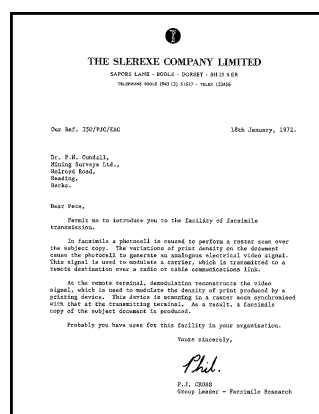 THE SLEREXE COMPANY LIMITED
SAPORS LANE - BOOLE - DORSET - BH 25 8 ER
TELEPHONE BOOLE (945 13) 51617 - TELEX 123456
Our Ref. 350/PJC/EAC 18th January, 1972.
Dr. P.N. Cundall,
Mining Surveys Ltd.,
Holroyd Road,
Reading,
Berks.
Dear Pete,
Permit me to introduce you to the facility of facsimile
transmission.
In facsimile a photocell is caused to perform a raster scan over
the subject copy. The variations of print density on the document
cause the photocell to generate an analogous electrical video signal.
This signal is used to modulate a carrier, which is transmitted to a
remote destination over a radio or cable communications link.
At the remote terminal, demodulation reconstructs the video
signal, which is used to modulate the density of print produced by a
printing device. This device is scanning in a raster scan synchronised
with that at the transmitting terminal. As a result, a facsimile
copy of the subject document is produced.
Probably you have uses for this facility in your organisation.
Yours sincerely,
Phil.
P.J. CROSS
Group Leader - Facsimile Research